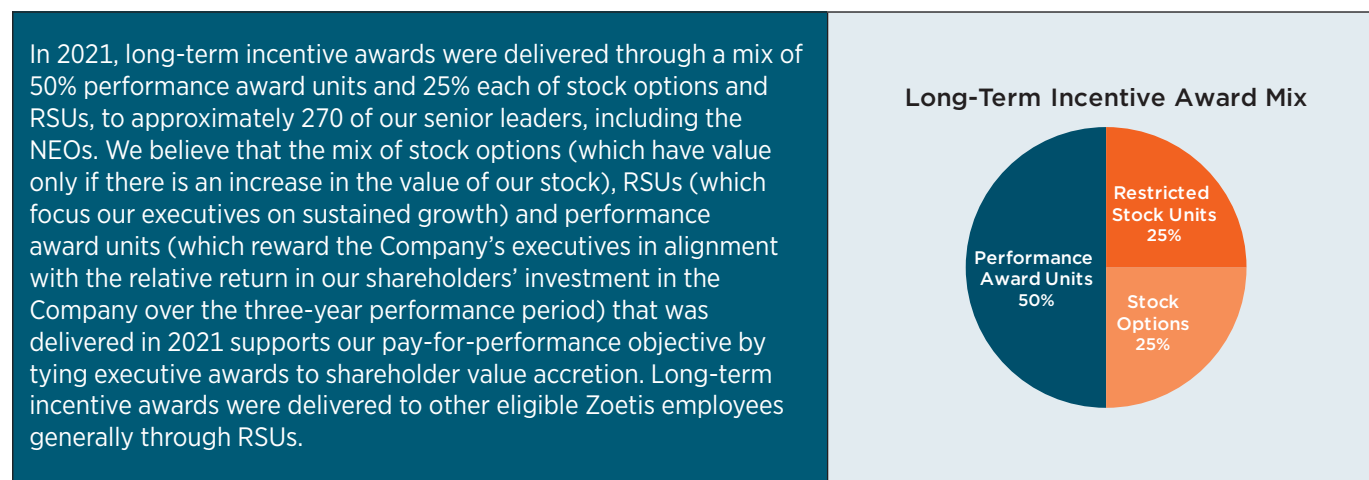 In 2021, long-term incentive awards were delivered through a mix of
50% performance award units and 25% each of stock options and
RSUs, to approximately 270 of our senior leaders, including the
NEOs. We believe that the mix of stock options (which have value
only if there is an increase in the value of our stock), RSUs (which
focus our executives on sustained growth) and performance
award units (which reward the Company’s executives in alignment
with the relative return in our shareholders’ investment in the
Company over the three-year performance period) that was
delivered in 2021 supports our pay-for-performance objective by
tying executive awards to shareholder value accretion. Long-term
incentive awards were delivered to other eligible Zoetis employees
generally through RSUs.
Long-Term Incentive Award Mix
Performance
Award Units
50%
Restricted
Stock Units
25%
Stock
Options
25%